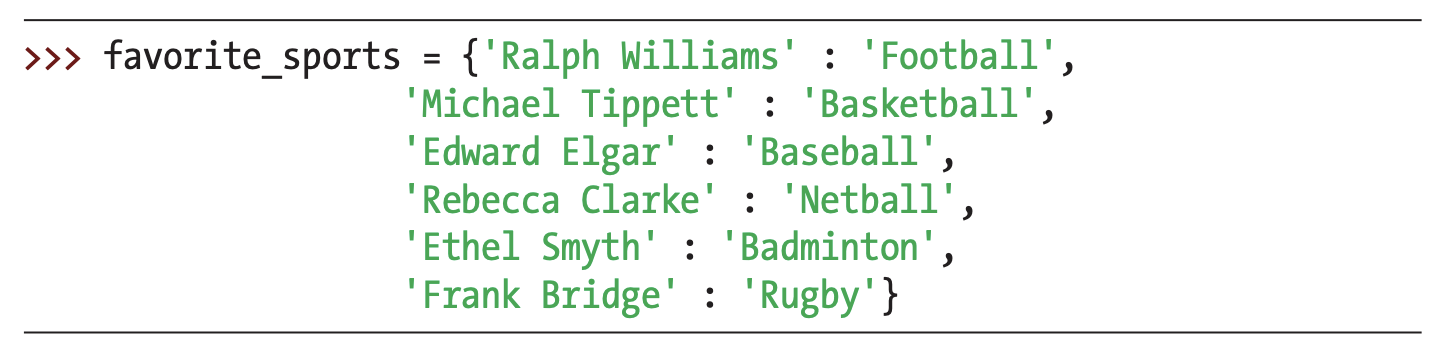 >>> favorite_sports = {'Ralph Williams' : 'Football',
'Michael Tippett' : 'Basketball',
'Edward Elgar' : 'Baseball',
'Rebecca Clarke' : 'Netball',
'Ethel Smyth' : 'Badminton',
'Frank Bridge' : 'Rugby'}